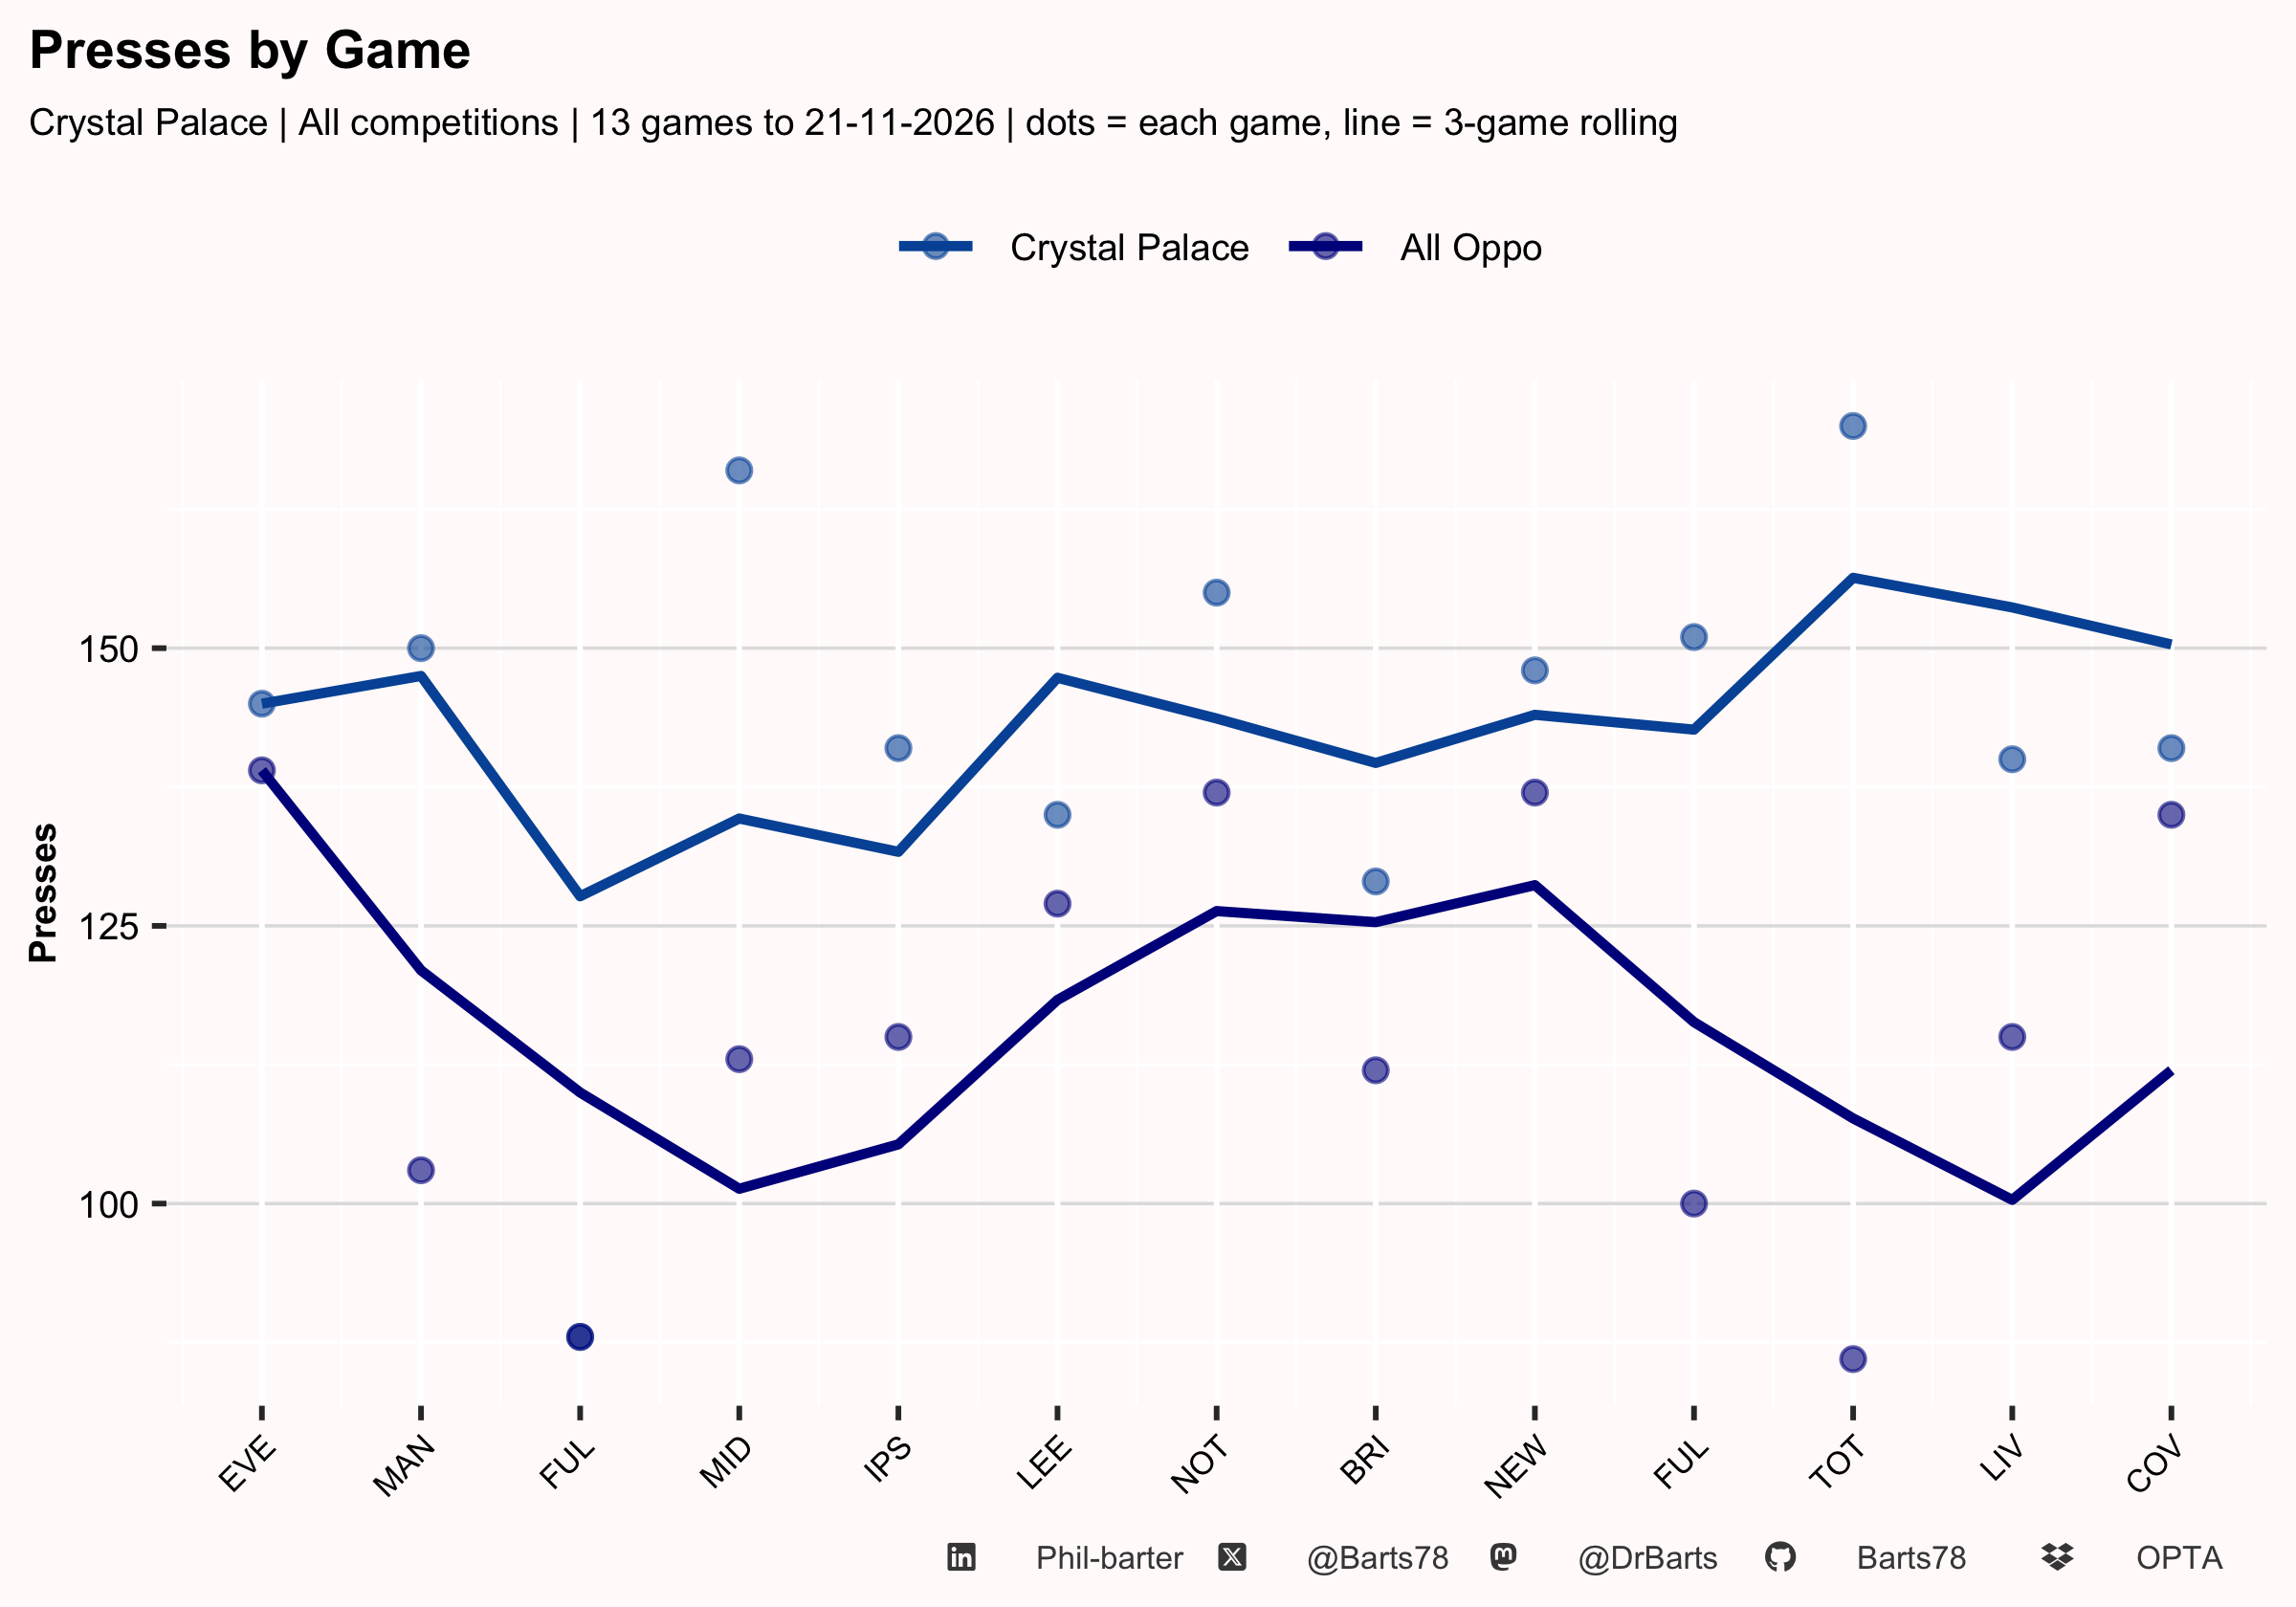 Presses by Game
Crystal Palace | All competitions | 13 games to 21-11-2026 | dots = each game, line = 3-game rolling
Crystal Palace All Oppo
Presses
150
125
100
EVE MAN FUL MID IPS LEE NOT BRI NEW FUL TOT LIV COV
Phil-barter @Barts78 @DrBarts Barts78 OPTA